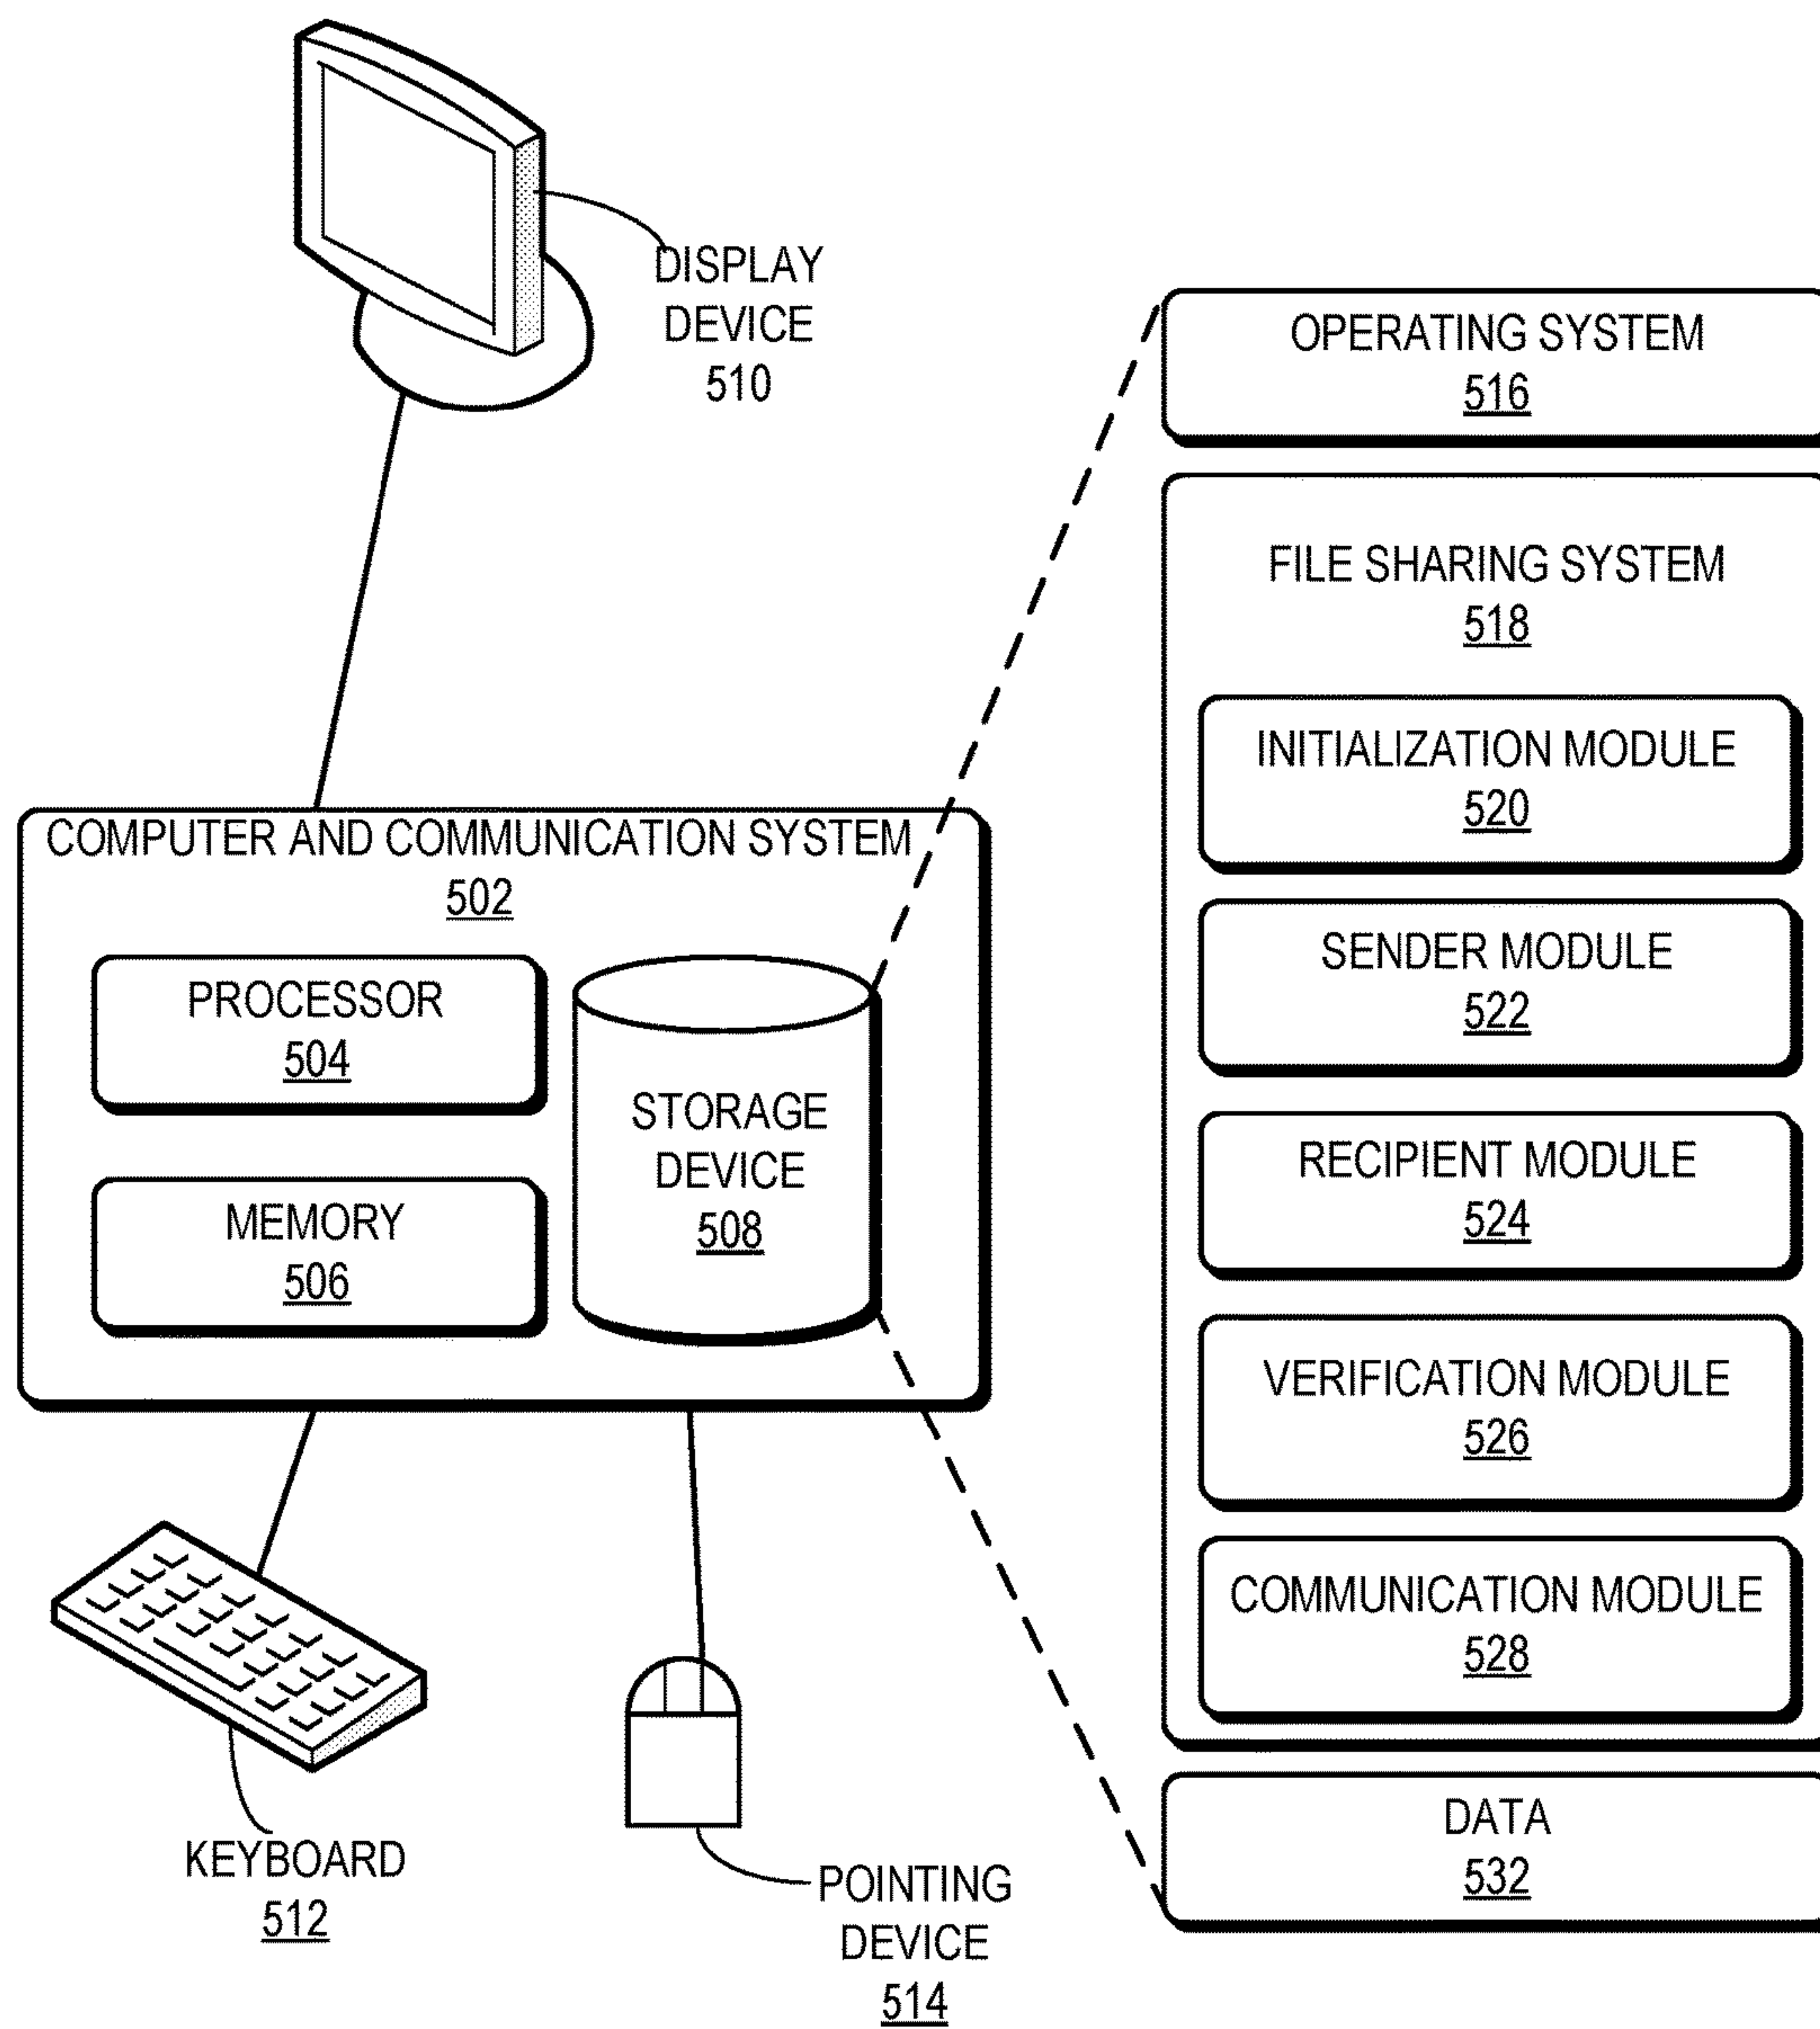 DISPLAY
DEVICE
510
COMPUTER AND COMMUNICATION SYSTEM
502
PROCESSOR
504
MEMORY
506
STORAGE
DEVICE
508
KEYBOARD
512
POINTING
DEVICE
514
OPERATING SYSTEM
516
FILE SHARING SYSTEM
518
INITIALIZATION MODULE
520
SENDER MODULE
522
RECIPIENT MODULE
524
VERIFICATION MODULE
526
COMMUNICATION MODULE
528
DATA
532